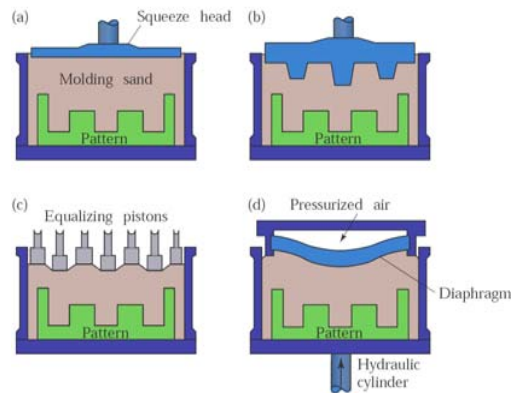 (a)
Squeeze head
Molding sand
Pattern
(b)
Pattern
(c)
Equalizing pistons
Pattern
(d)
Pressurized air
Diaphragm
Pattern
Hydraulic
cylinder